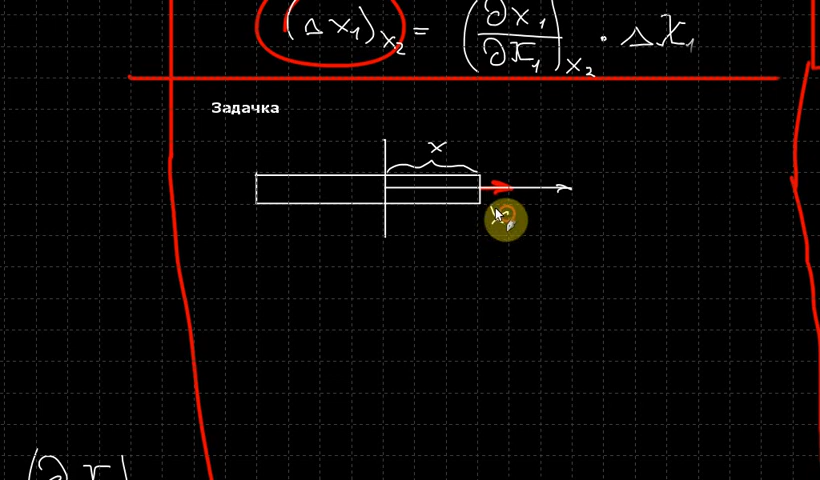 (Δx₁)ₓ₂ = (∂x₁/∂X₁)ₓ₂ · ΔX₁
Задачка
x